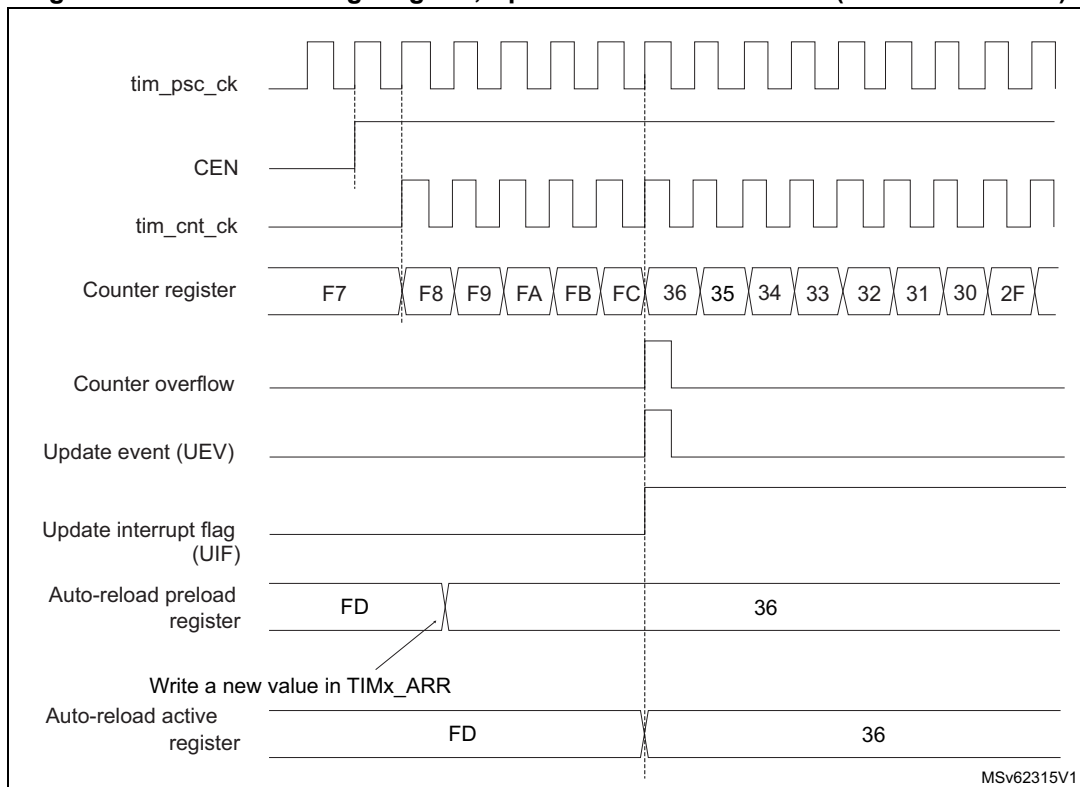 tim_psc_ck
CEN
tim_cnt_ck
Counter register F7 F8 F9 FA FB FC 36 35 34 33 32 31 30 2F
Counter overflow
Update event (UEV)
Update interrupt flag
(UIF)
Auto-reload preload
register
FD 36
Write a new value in TIMx_ARR
Auto-reload active
register
FD 36
MSv62315V1